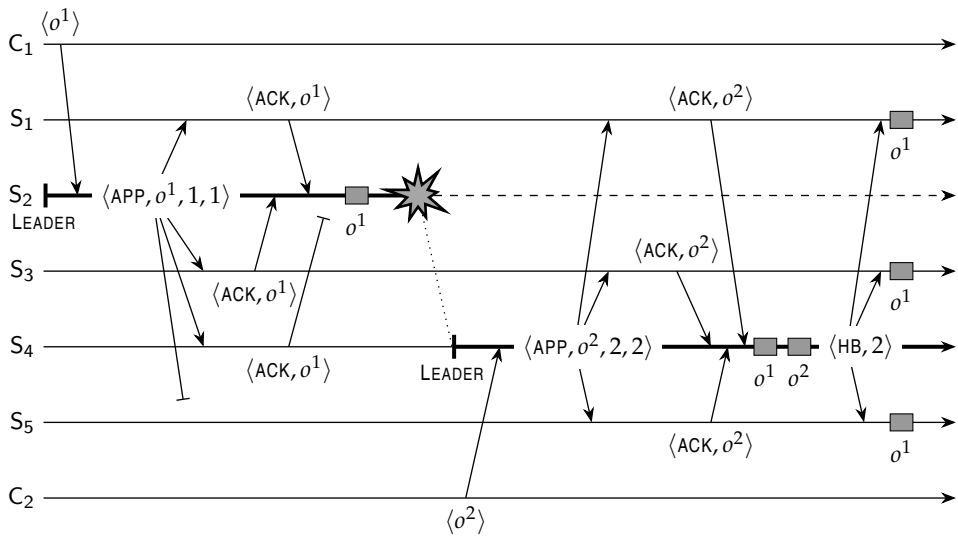 ⟨o¹⟩
C₁
⟨ACK, o¹⟩ ⟨ACK, o²⟩
S₁
o¹
S₂ ⟨APP, o¹, 1, 1⟩
LEADER o¹
⟨ACK, o²⟩
S₃
⟨ACK, o¹⟩ o¹
S₄ ⟨APP, o², 2, 2⟩ ⟨HB, 2⟩
⟨ACK, o¹⟩ LEADER o¹ o²
S₅
⟨ACK, o²⟩ o¹
C₂
⟨o²⟩